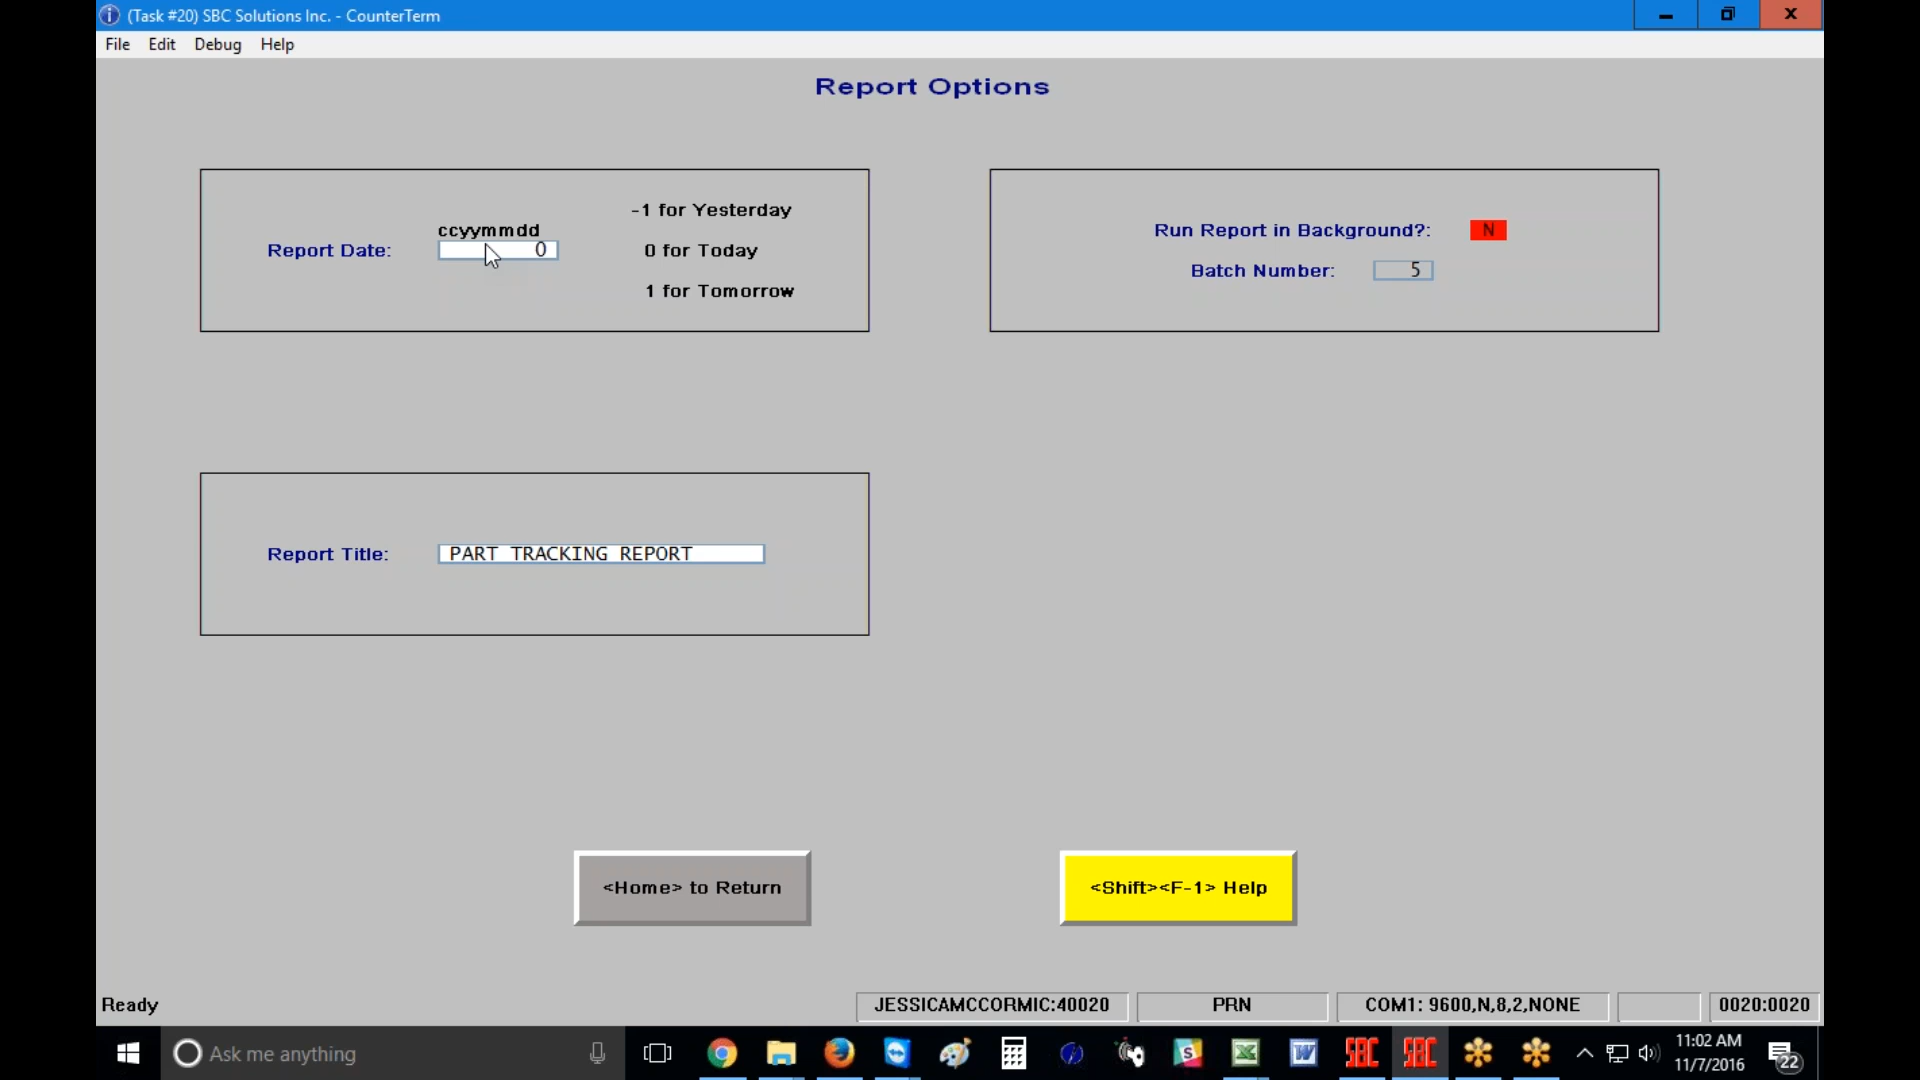 (Task #20) SBC Solutions Inc. - CounterTerm
File Edit Debug Help
Report Options
-1 for Yesterday
ccyymmdd
Report Date: 0 0 for Today
1 for Tomorrow
Run Report in Background?: N
Batch Number: 5
Report Title: PART TRACKING REPORT
<Home> to Return
<Shift><F-1> Help
Ready JESSICAMCCORMIC:40020 PRN COM1: 9600,N,8,2,NONE 0020:0020
Ask me anything
S
SBC
SBC
11:02 AM
11/7/2016
22